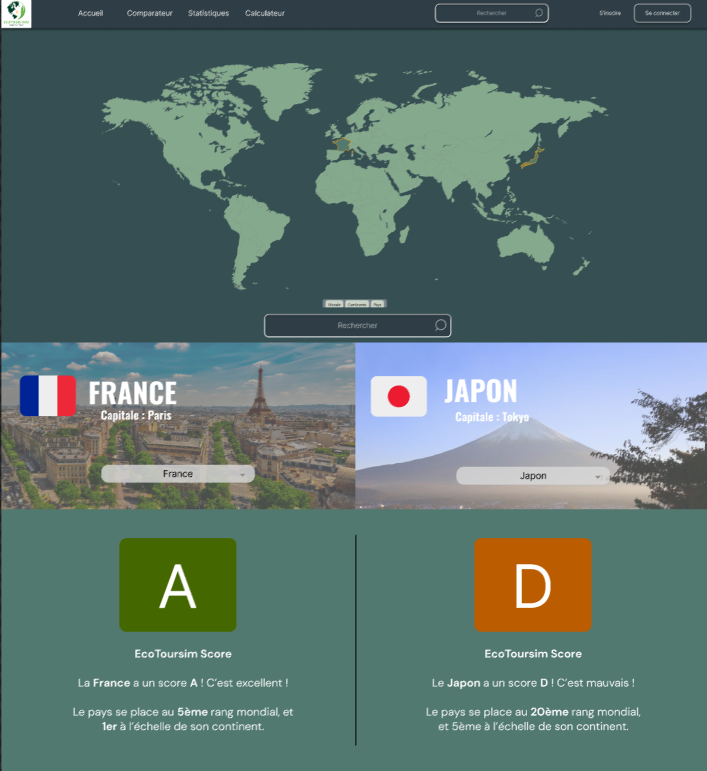 Accueil Comparateur Statistiques Calculateur Rechercher S'inscire Se connecter
Monde Continents Pays
Rechercher
FRANCE
Capitale : Paris
France
JAPON
Capitale : Tokyo
Japon
A
EcoToursim Score
La France a un score A ! C'est excellent !
Le pays se place au 5ème rang mondial, et
1er à l'échelle de son continent.
D
EcoToursim Score
Le Japon a un score D ! C'est mauvais !
Le pays se place au 20ème rang mondial,
et 5ème à l'échelle de son continent.